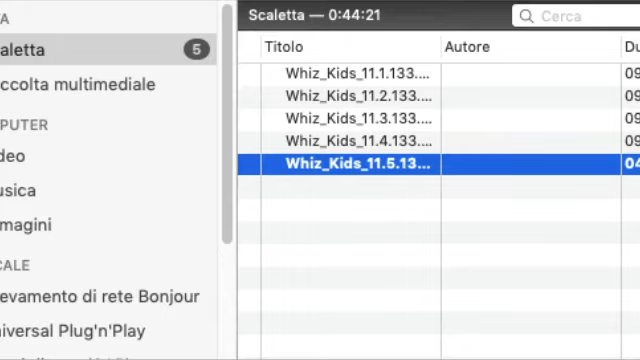 A
aletta 5
ccolta multimediale
PUTER
deo
usica
magini
CALE
evamento di rete Bonjour
iversal Plug'n'Play
Scaletta — 0:44:21
Cerca
Titolo Autore Du
Whiz_Kids_11.1.133.... 09
Whiz_Kids_11.2.133.... 09
Whiz_Kids_11.3.133.... 09
Whiz_Kids_11.4.133.... 09
Whiz_Kids_11.5.13... 04